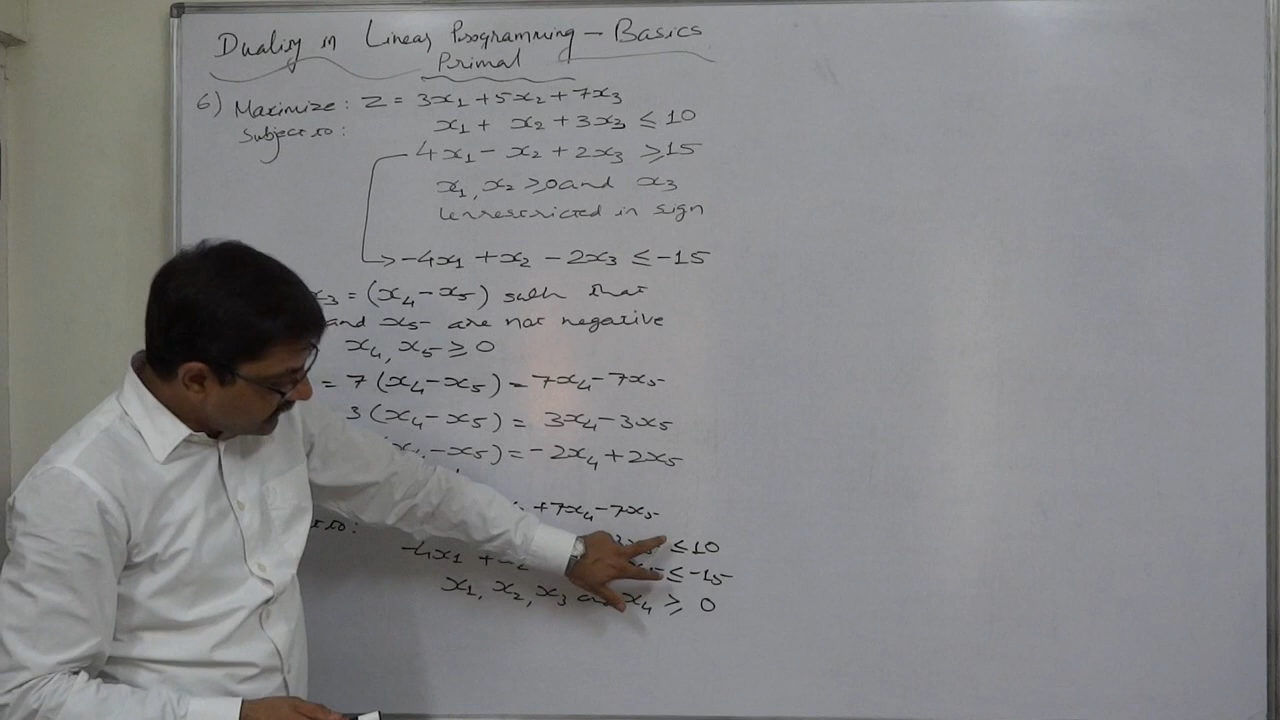 Duality in Linear Programming - Basics
Primal
6) Maximize: Z = 3x₁ + 5x₂ + 7x₃
Subject to: x₁ + x₂ + 3x₃ ≤ 10
4x₁ - x₂ + 2x₃ ≥ 15
x₁, x₂ ≥ 0 and x₃
unrestricted in sign
-4x₁ + x₂ - 2x₃ ≤ -15
x₃ = (x₄ - x₅) such that
and x₅ are not negative
x₄, x₅ ≥ 0
= 7(x₄ - x₅) = 7x₄ - 7x₅
3(x₄ - x₅) = 3x₄ - 3x₅
(x₄ - x₅) = -2x₄ + 2x₅
+ 7x₄ - 7x₅
to: 3x₅ ≤ 10
-4x₁ + ≤ -15
x₁, x₂, x₃ and x₄ ≥ 0